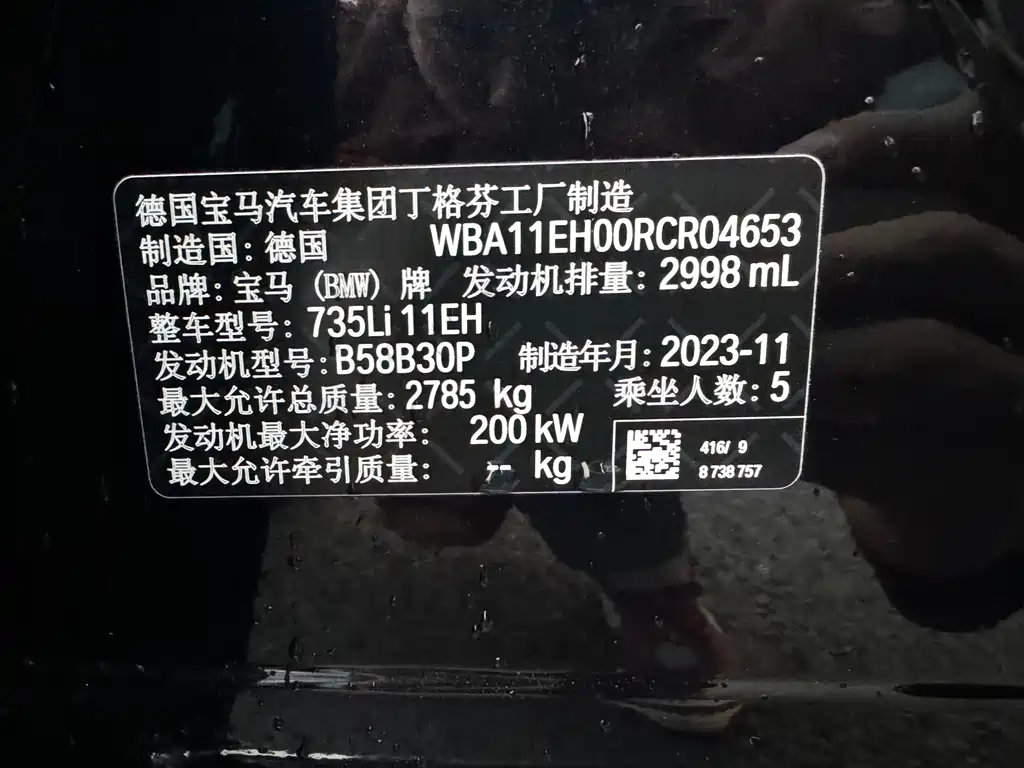 德国宝马汽车集团丁格芬工厂制造
制造国：德国 WBA11EH00RCR04653
品牌：宝马（BMW）牌 发动机排量：2998 mL
整车型号：735Li 11EH
发动机型号：B58B30P 制造年月：2023-11
最大允许总质量：2785 kg 乘坐人数：5
发动机最大净功率： 200 kW
最大允许牵引质量： -- kg
416/ 9
8 738 757